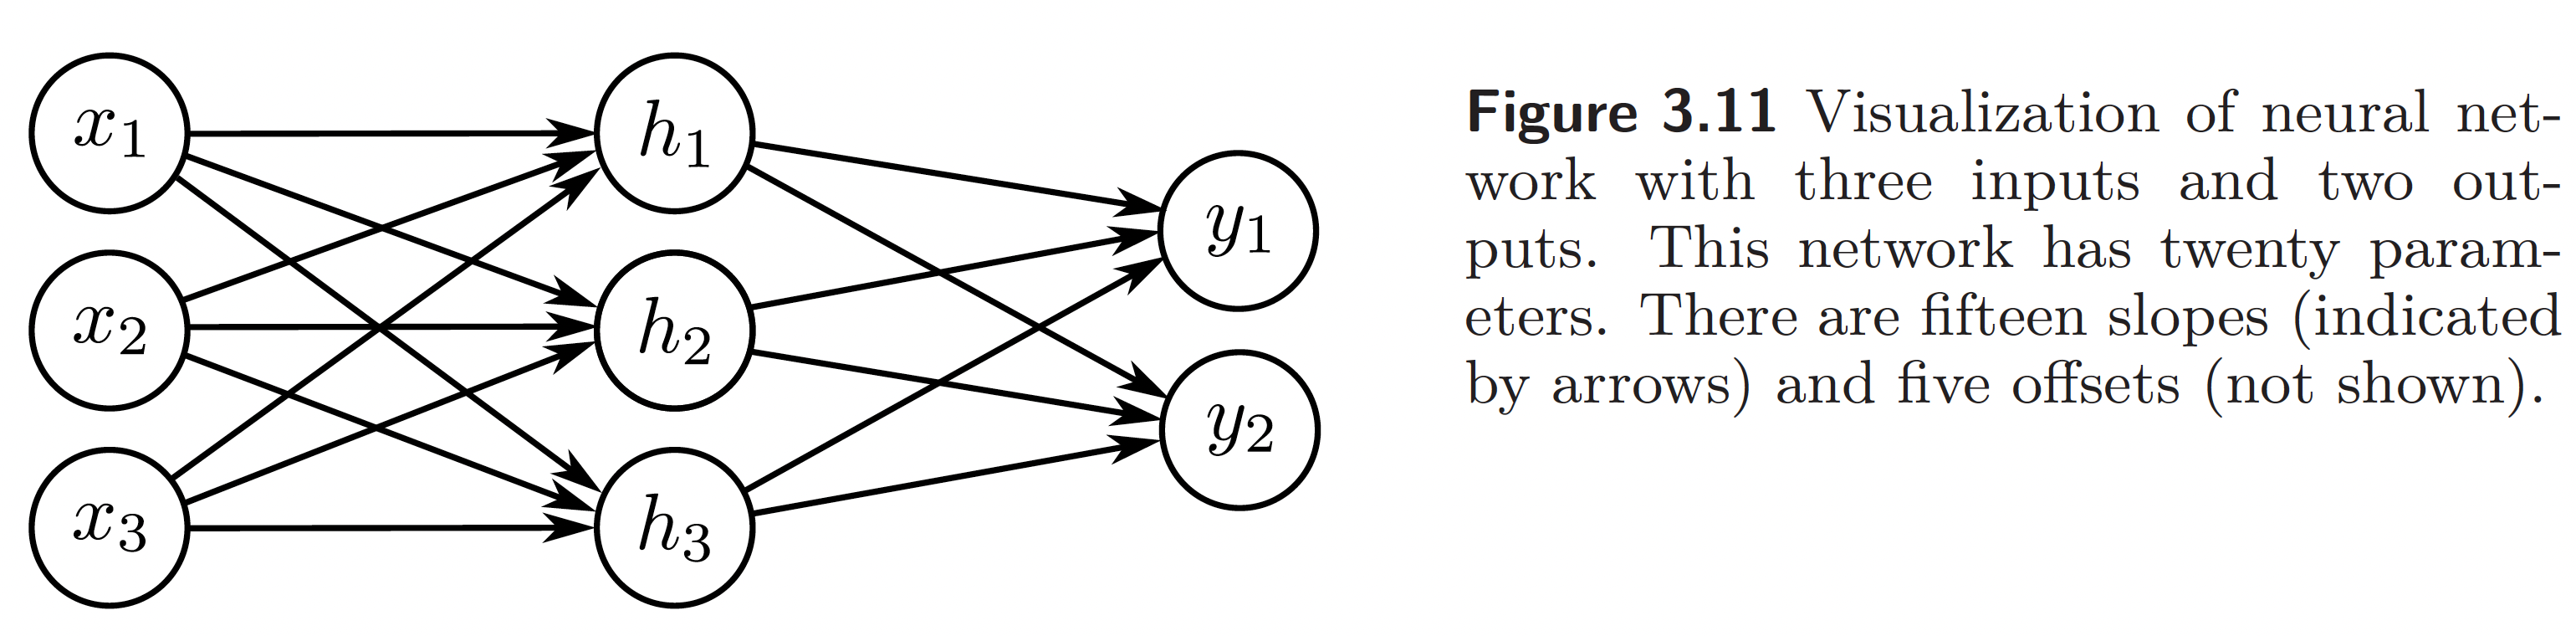 x1
h1
y1
x2
h2
y2
x3
h3
Figure 3.11 Visualization of neural net-
work with three inputs and two out-
puts. This network has twenty param-
eters. There are fifteen slopes (indicated
by arrows) and five offsets (not shown).